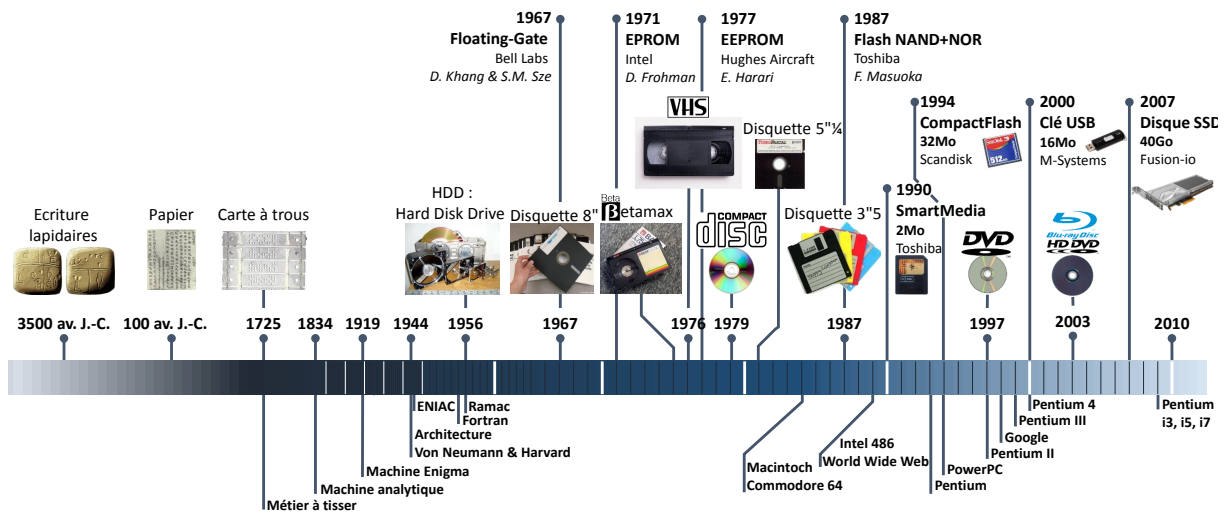 1967
Floating-Gate
Bell Labs
D. Khang & S.M. Sze
1971
EPROM
Intel
D. Frohman
1977
EEPROM
Hughes Aircraft
E. Harari
1987
Flash NAND+NOR
Toshiba
F. Masuoka
1994
CompactFlash
32Mo
Scandisk
SanDisk
512MB
2000
Clé USB
16Mo
M-Systems
2007
Disque SSD
40Go
Fusion-io
VHS
Disquette 5"¼
1990
SmartMedia
2Mo
Toshiba
Ecriture
lapidaires
Papier
Carte à trous
HDD :
Hard Disk Drive
Disquette 8"
Beta
Betamax
COMPACT
disc
Disquette 3"5
DVD
Blu-ray Disc
HD DVD
3500 av. J.-C.
100 av. J.-C.
1725
1834
1919
1944
1956
1967
1976
1979
1987
1997
2003
2010
ENIAC
Ramac
Fortran
Architecture
Von Neumann & Harvard
Machine Enigma
Machine analytique
Métier à tisser
Macintoch
Commodore 64
Intel 486
World Wide Web
PowerPC
Pentium
Pentium 4
Pentium III
Google
Pentium II
Pentium
i3, i5, i7